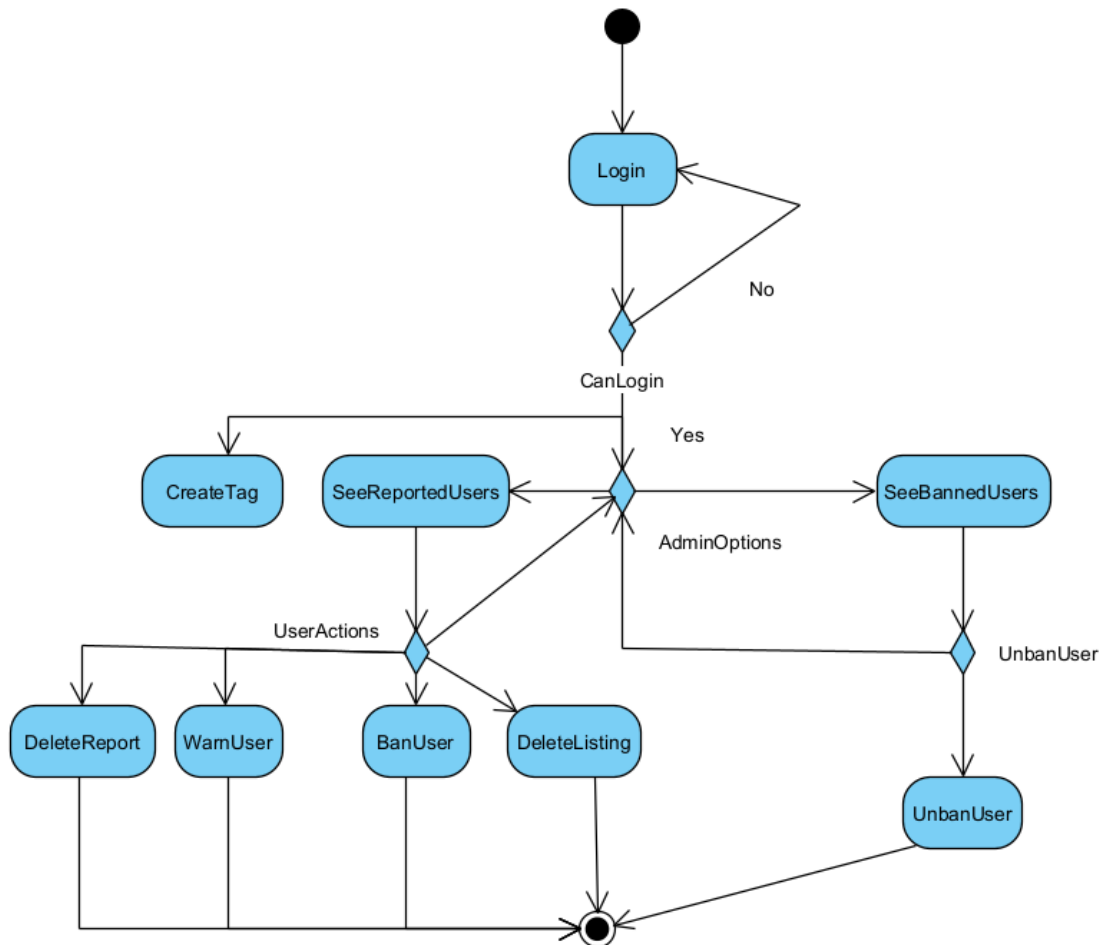 Login
No
CanLogin
Yes
CreateTag
SeeReportedUsers
SeeBannedUsers
AdminOptions
UserActions
UnbanUser
DeleteReport
WarnUser
BanUser
DeleteListing
UnbanUser